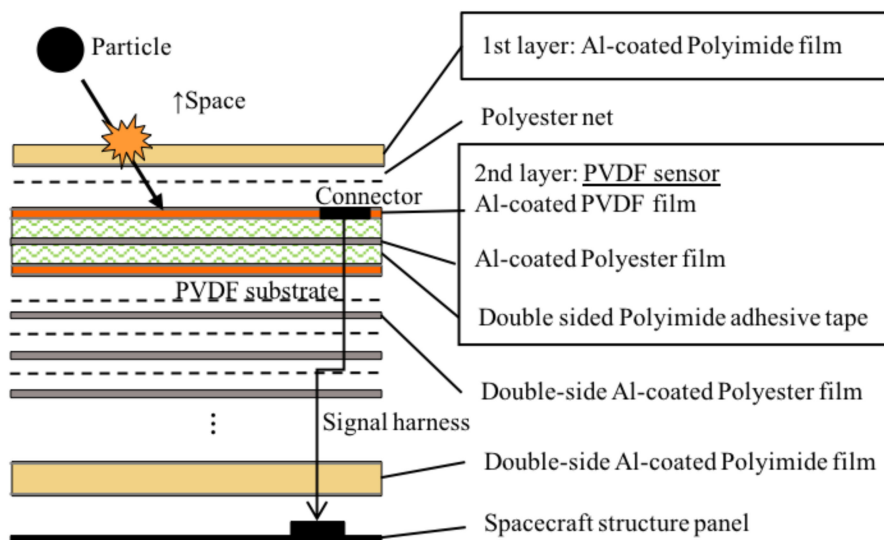 Particle
↑Space
1st layer: Al-coated Polyimide film
Polyester net
2nd layer: PVDF sensor
Connector
Al-coated PVDF film
Al-coated Polyester film
PVDF substrate
Double sided Polyimide adhesive tape
Double-side Al-coated Polyester film
⋮
Signal harness
Double-side Al-coated Polyimide film
Spacecraft structure panel